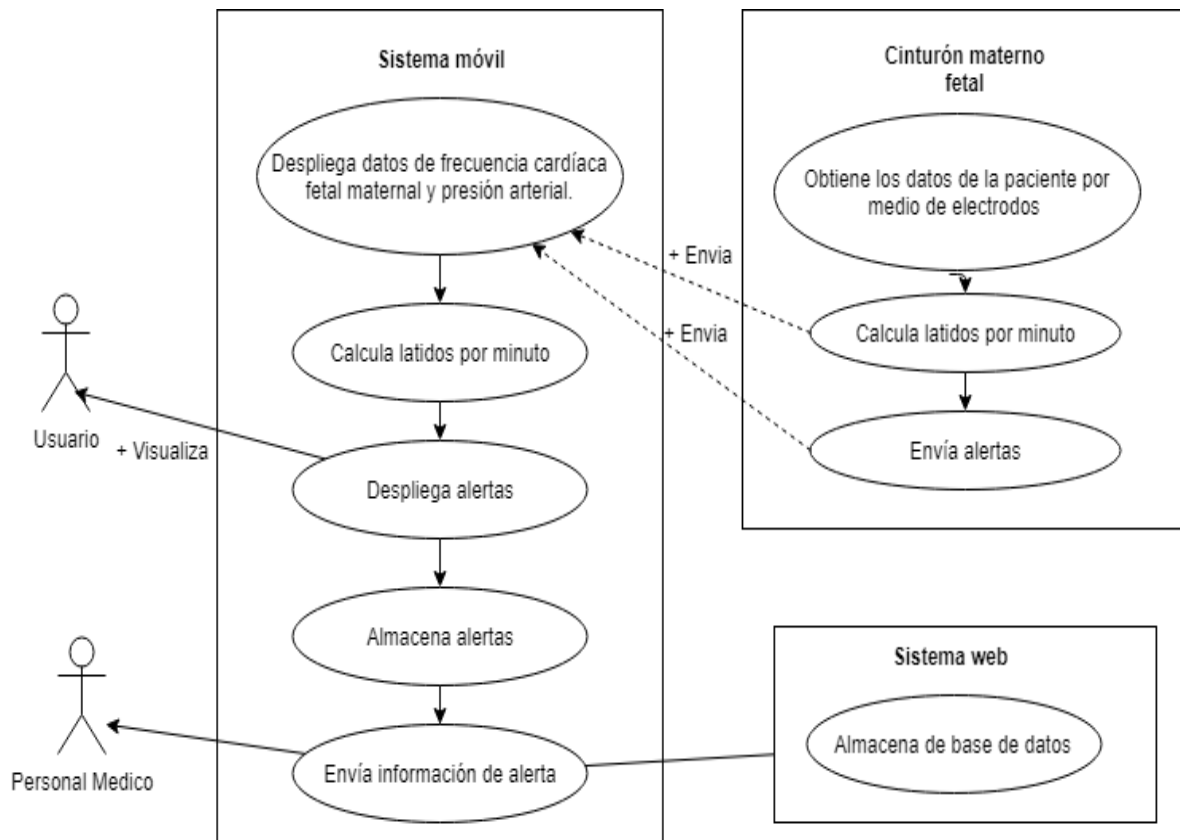 Sistema móvil
Despliega datos de frecuencia cardíaca
fetal maternal y presión arterial.
Calcula latidos por minuto
Despliega alertas
Almacena alertas
Envía información de alerta
Usuario
+ Visualiza
Personal Medico
+ Envia
+ Envia
Cinturón materno
fetal
Obtiene los datos de la paciente por
medio de electrodos
Calcula latidos por minuto
Envía alertas
Sistema web
Almacena de base de datos